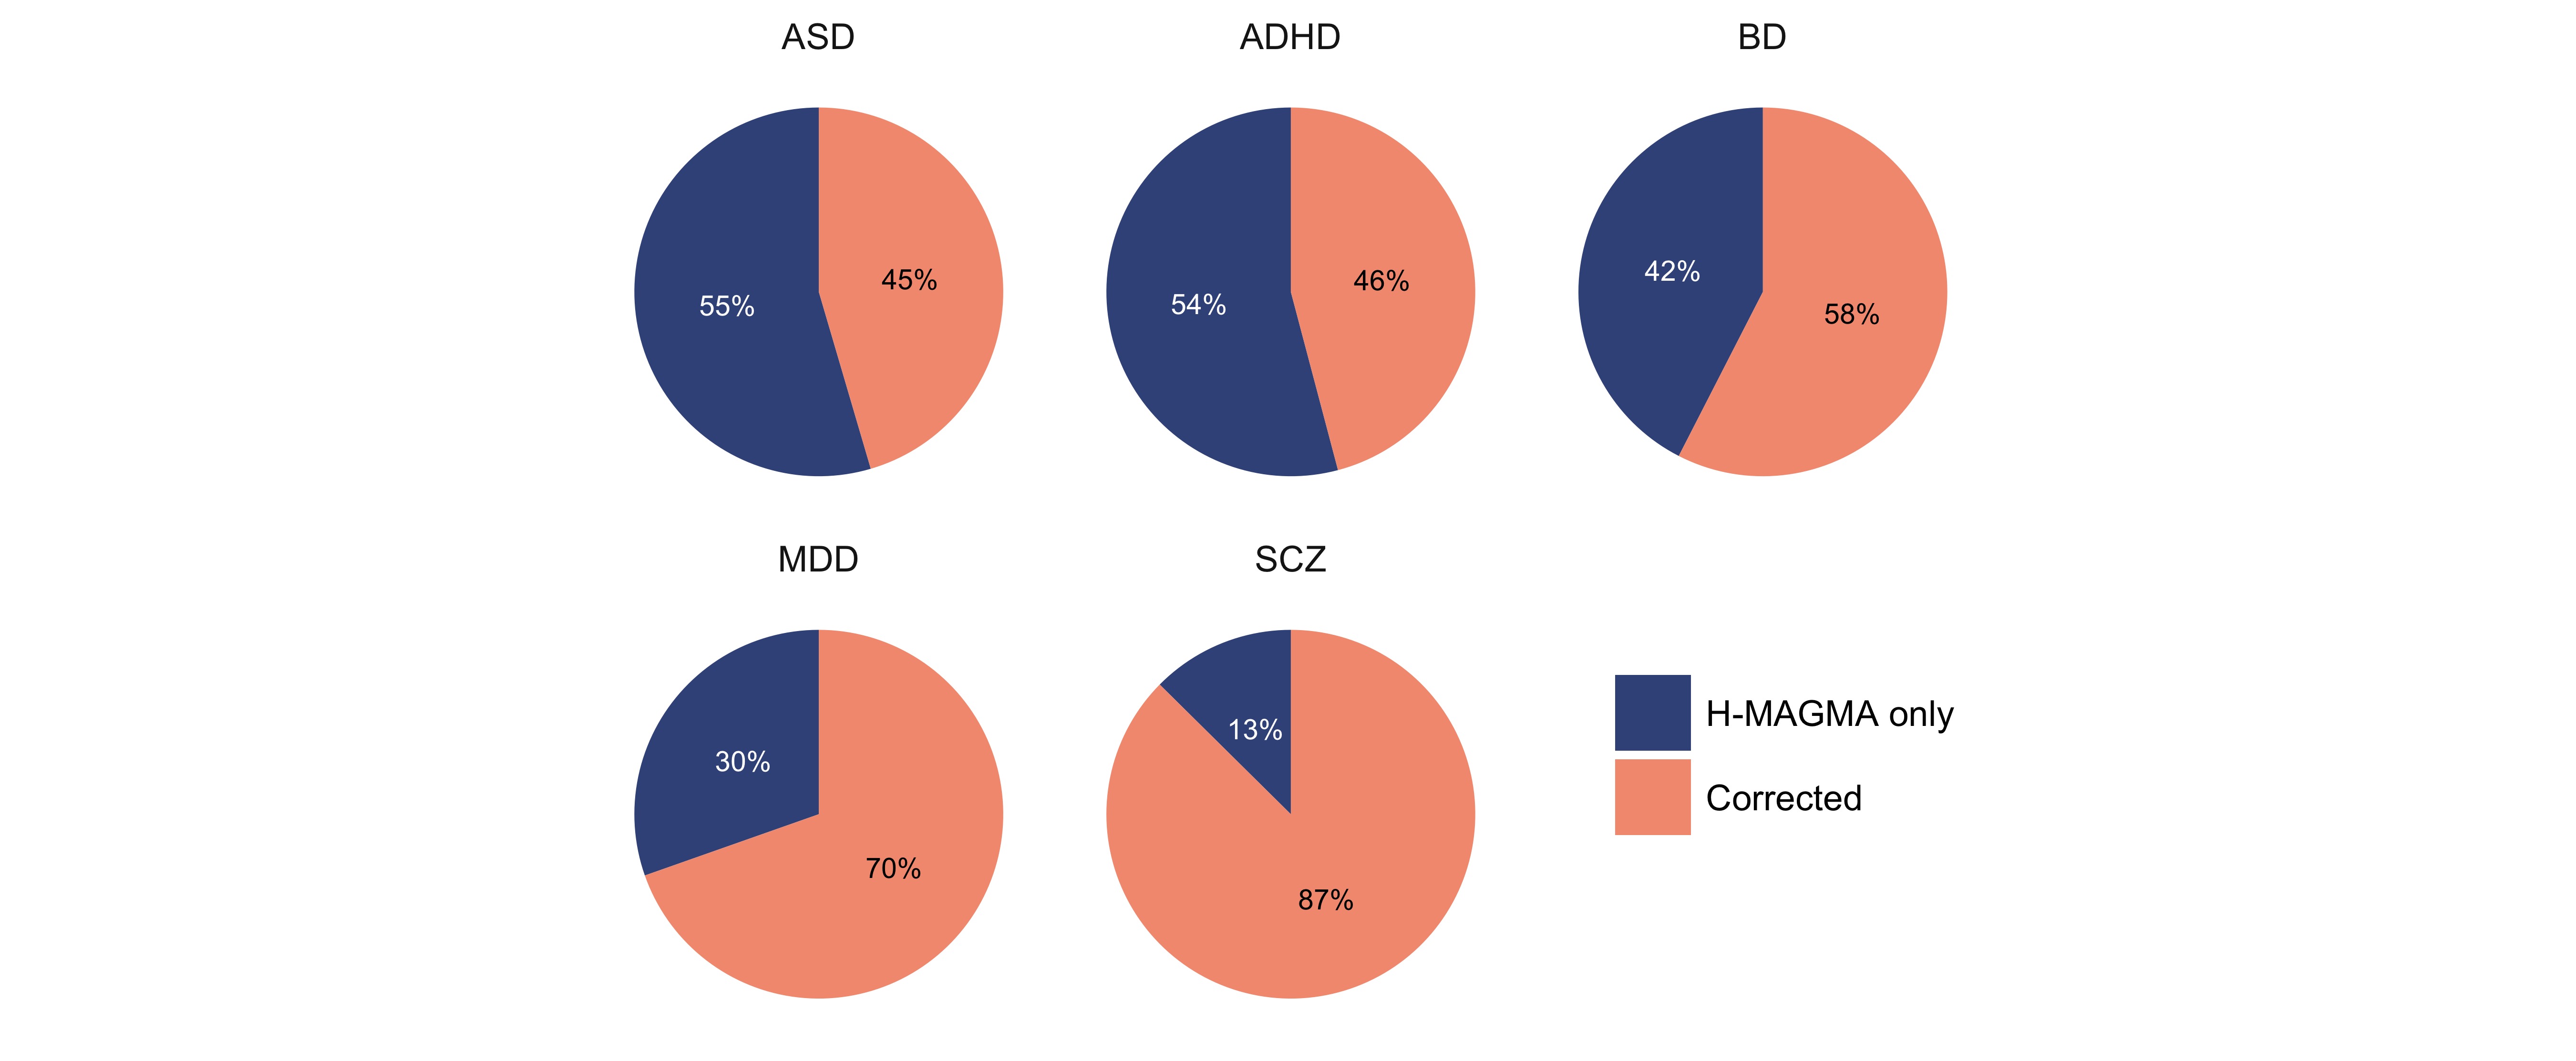 ASD
ADHD
BD
55%
45%
54%
46%
42%
58%
MDD
SCZ
30%
70%
13%
87%
H-MAGMA only
Corrected